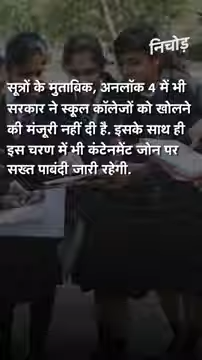 निचोड़
सूत्रों के मुताबिक, अनलॉक 4 में भी
सरकार ने स्कूल कॉलेजों को खोलने
की मंजूरी नहीं दी है. इसके साथ ही
इस चरण में भी कंटेनमेंट जोन पर
सख्त पाबंदी जारी रहेगी.